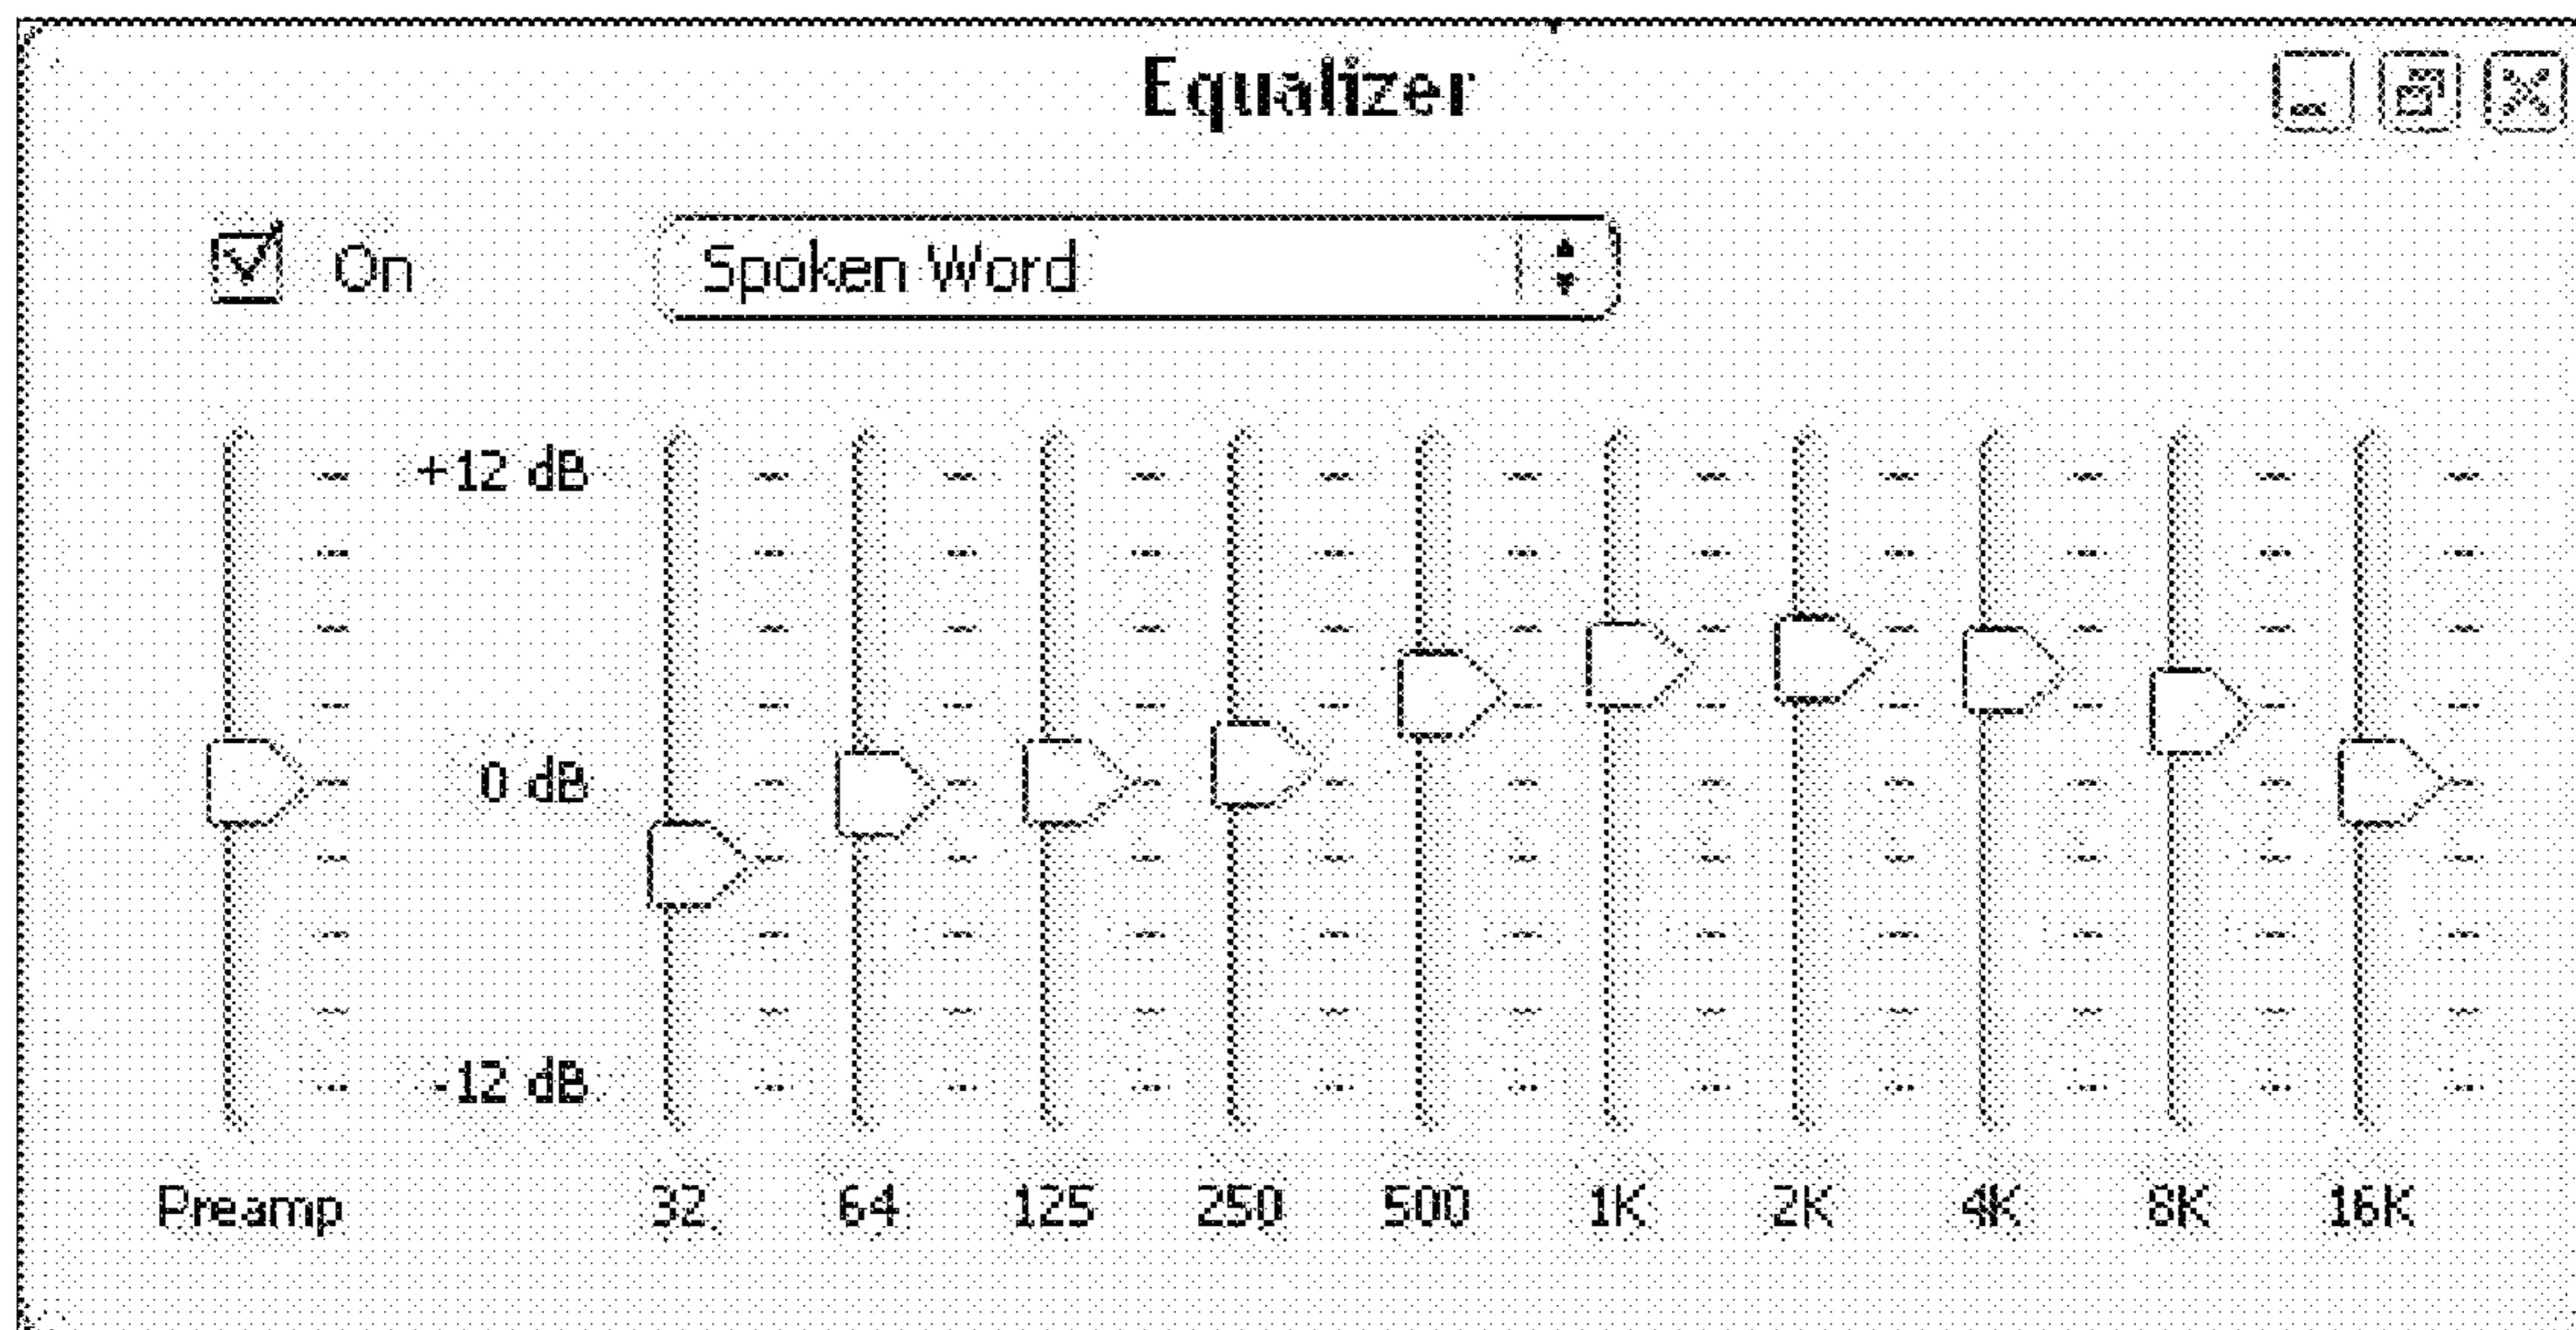 Equalizer
On Spoken Word
+12 dB
0 dB
-12 dB
Preamp 32 64 125 250 500 1K 2K 4K 8K 16K